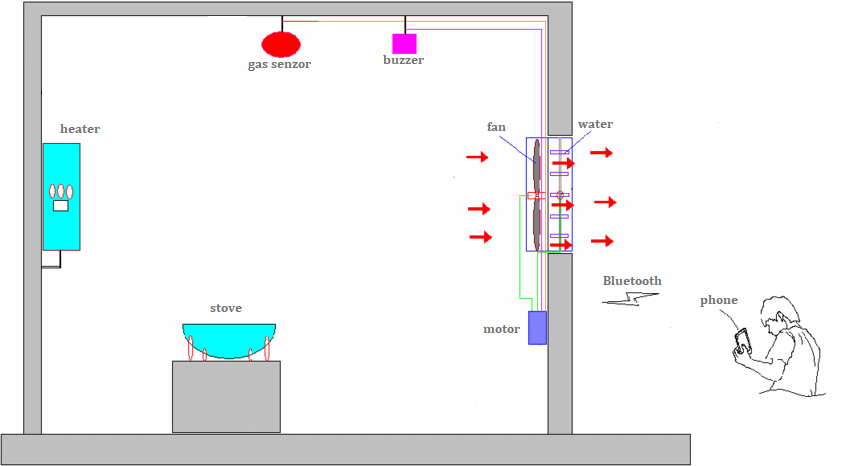 gas senzor
buzzer
heater
fan
water
Bluetooth
phone
stove
motor